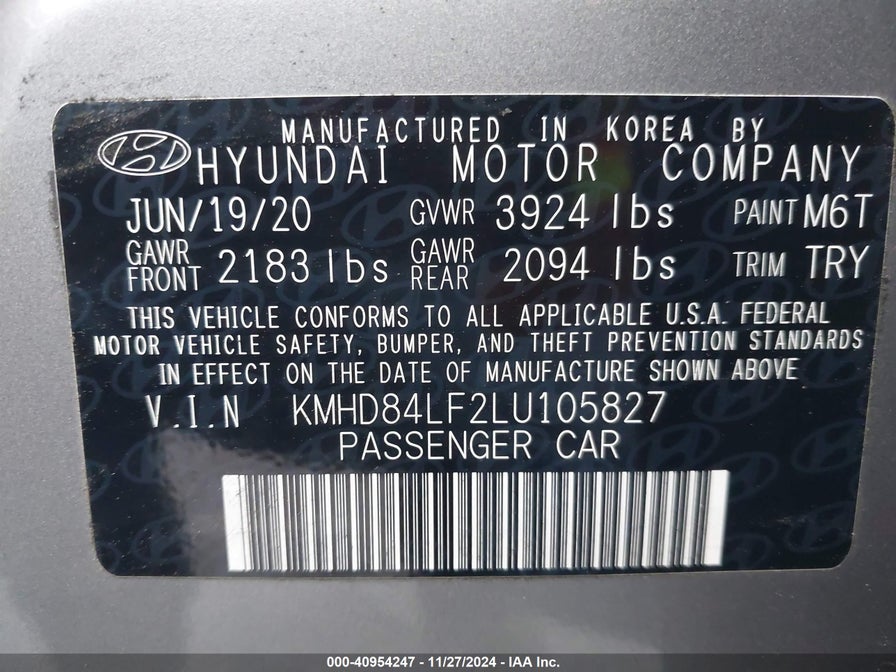 MANUFACTURED IN KOREA BY
HYUNDAI MOTOR COMPANY
JUN/19/20 GVWR 3924 lbs PAINT M6T
GAWR FRONT 2183 lbs GAWR REAR 2094 lbs TRIM TRY
THIS VEHICLE CONFORMS TO ALL APPLICABLE U.S.A. FEDERAL
MOTOR VEHICLE SAFETY, BUMPER, AND THEFT PREVENTION STANDARDS
IN EFFECT ON THE DATE OF MANUFACTURE SHOWN ABOVE
V.I.N KMHD84LF2LU105827
PASSENGER CAR
000-40954247 - 11/27/2024 - IAA Inc.